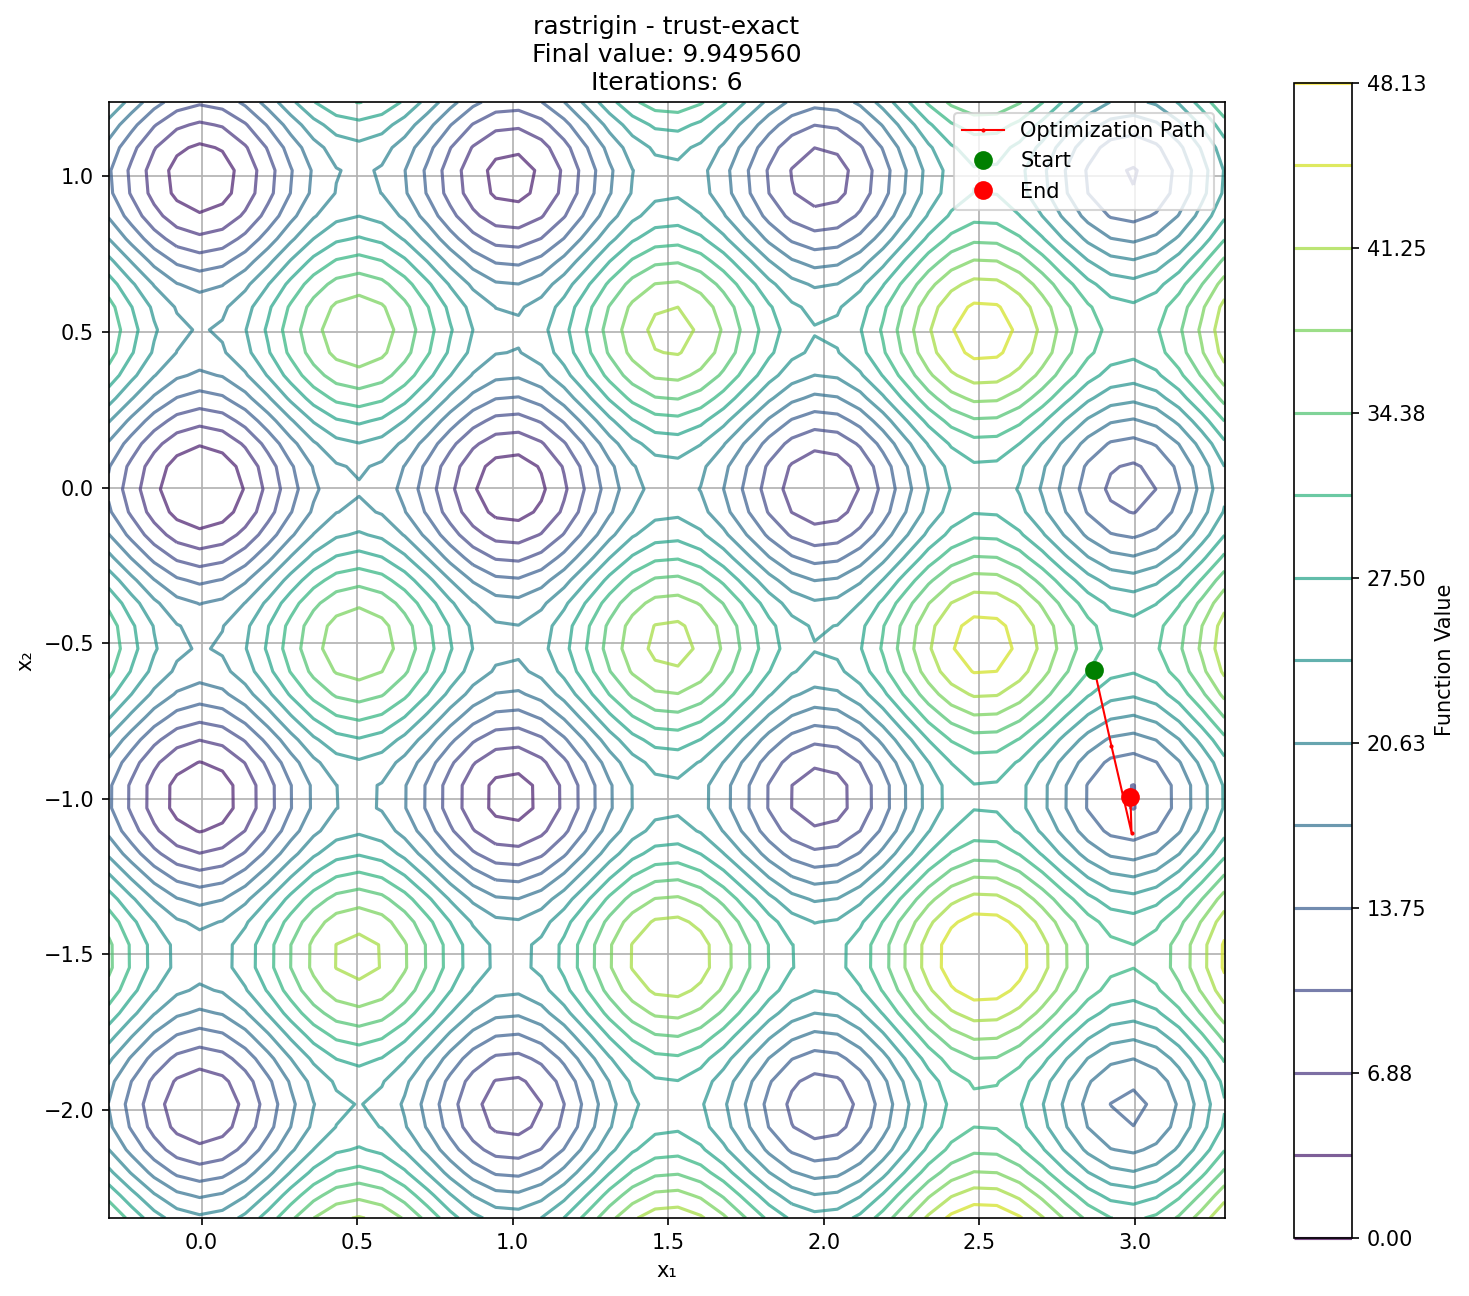 rastrigin - trust-exact
Final value: 9.949560
Iterations: 6
Optimization Path
Start
End
1.0
0.5
0.0
−0.5
−1.0
−1.5
−2.0
x₂
0.0
0.5
1.0
1.5
2.0
2.5
3.0
x₁
48.13
41.25
34.38
27.50
20.63
13.75
6.88
0.00
Function Value